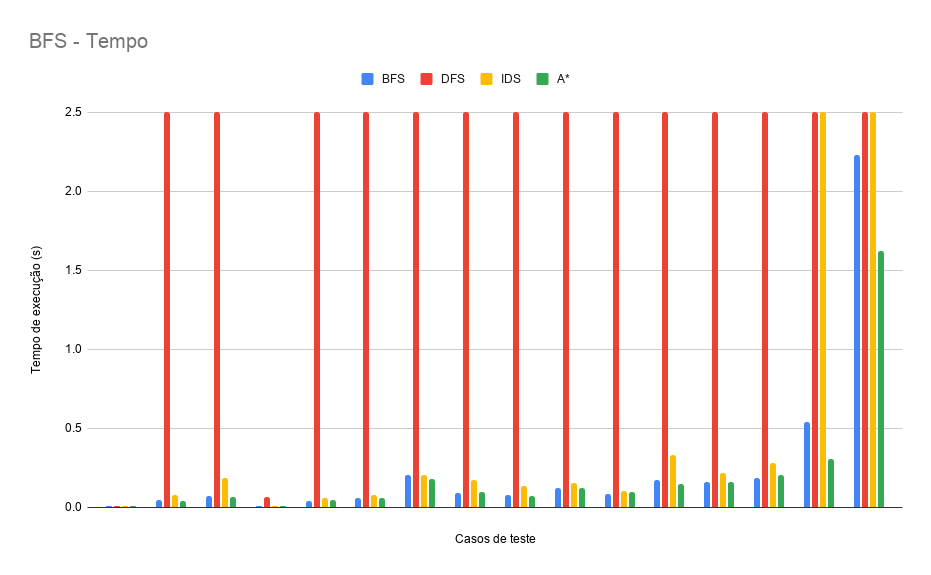 BFS - Tempo
BFS DFS IDS A*
Tempo de execução (s)
2.5
2.0
1.5
1.0
0.5
0.0
Casos de teste